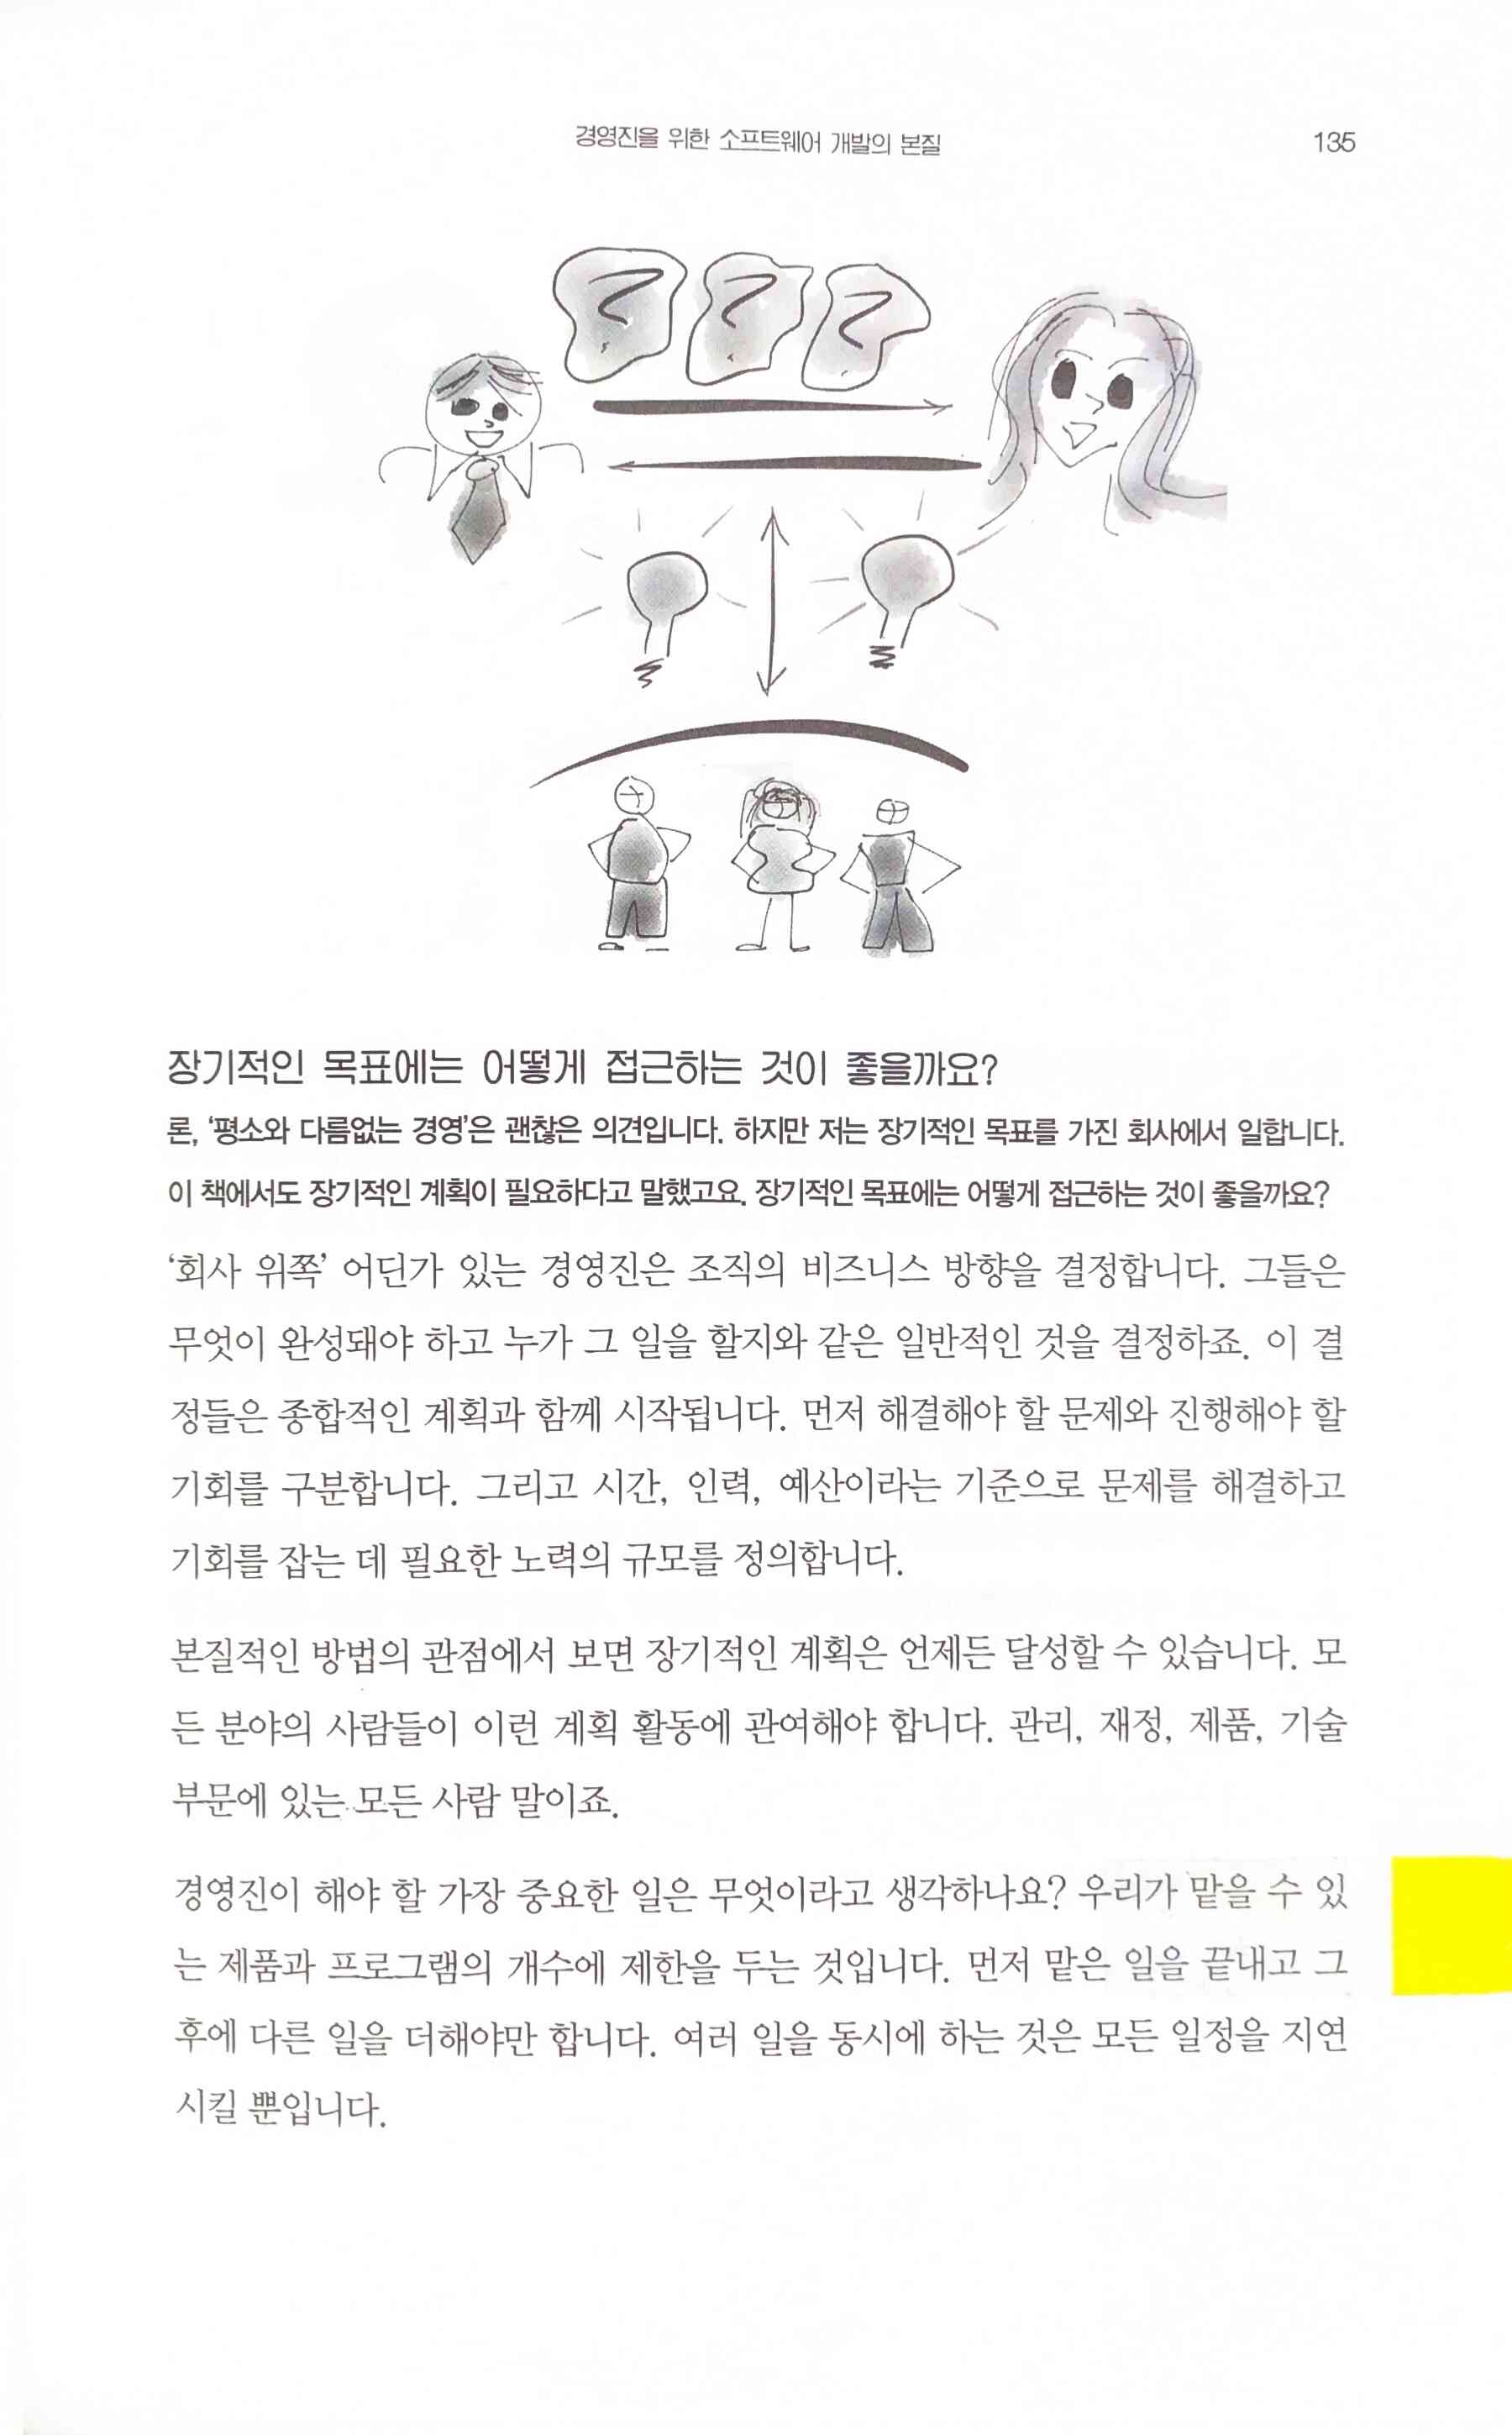 경영진을 위한 소프트웨어 개발의 본질
135
장기적인 목표에는 어떻게 접근하는 것이 좋을까요?
론, ‘평소와 다름없는 경영’은 괜찮은 의견입니다. 하지만 저는 장기적인 목표를 가진 회사에서 일합니다.
이 책에서도 장기적인 계획이 필요하다고 말했고요. 장기적인 목표에는 어떻게 접근하는 것이 좋을까요?
‘회사 위쪽’ 어딘가 있는 경영진은 조직의 비즈니스 방향을 결정합니다. 그들은
무엇이 완성돼야 하고 누가 그 일을 할지와 같은 일반적인 것을 결정하죠. 이 결
정들은 종합적인 계획과 함께 시작됩니다. 먼저 해결해야 할 문제와 진행해야 할
기회를 구분합니다. 그리고 시간, 인력, 예산이라는 기준으로 문제를 해결하고
기회를 잡는 데 필요한 노력의 규모를 정의합니다.
본질적인 방법의 관점에서 보면 장기적인 계획은 언제든 달성할 수 있습니다. 모
든 분야의 사람들이 이런 계획 활동에 관여해야 합니다. 관리, 재정, 제품, 기술
부문에 있는 모든 사람 말이죠.
경영진이 해야 할 가장 중요한 일은 무엇이라고 생각하나요? 우리가 맡을 수 있
는 제품과 프로그램의 개수에 제한을 두는 것입니다. 먼저 맡은 일을 끝내고 그
후에 다른 일을 더해야만 합니다. 여러 일을 동시에 하는 것은 모든 일정을 지연
시킬 뿐입니다.